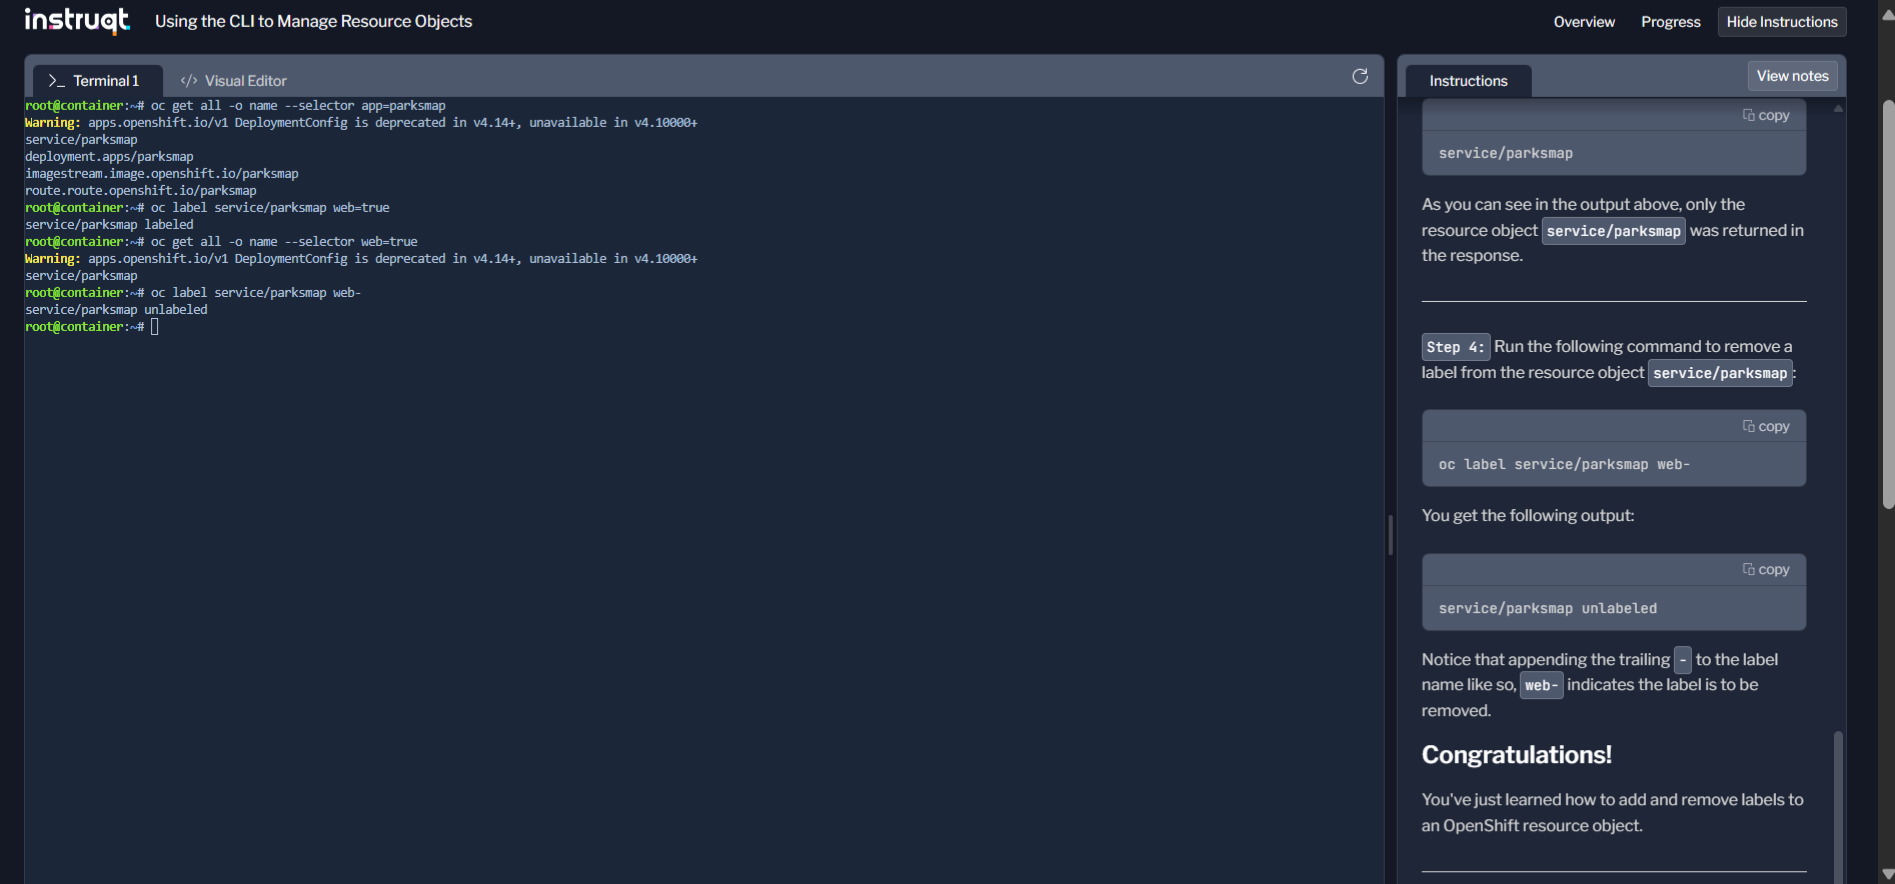 instruqt
Using the CLI to Manage Resource Objects
Overview
Progress
Hide Instructions
>_ Terminal 1
</> Visual Editor
root@container:~# oc get all -o name --selector app=parksmap
Warning: apps.openshift.io/v1 DeploymentConfig is deprecated in v4.14+, unavailable in v4.10000+
service/parksmap
deployment.apps/parksmap
imagestream.image.openshift.io/parksmap
route.route.openshift.io/parksmap
root@container:~# oc label service/parksmap web=true
service/parksmap labeled
root@container:~# oc get all -o name --selector web=true
Warning: apps.openshift.io/v1 DeploymentConfig is deprecated in v4.14+, unavailable in v4.10000+
service/parksmap
root@container:~# oc label service/parksmap web-
service/parksmap unlabeled
root@container:~#
Instructions
View notes
copy
service/parksmap
As you can see in the output above, only the
resource object service/parksmap was returned in
the response.
Step 4: Run the following command to remove a
label from the resource object service/parksmap:
copy
oc label service/parksmap web-
You get the following output:
copy
service/parksmap unlabeled
Notice that appending the trailing - to the label
name like so, web- indicates the label is to be
removed.
Congratulations!
You've just learned how to add and remove labels to
an OpenShift resource object.